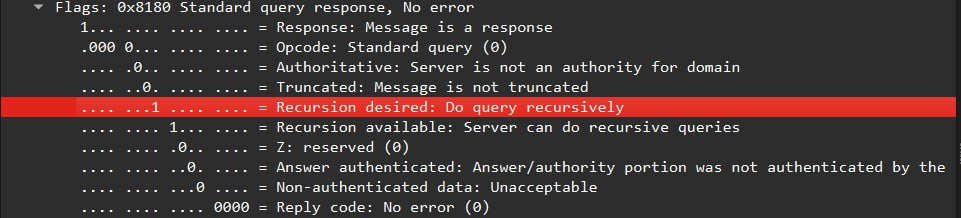 Flags: 0x8180 Standard query response, No error
1... .... .... .... = Response: Message is a response
.000 0... .... .... = Opcode: Standard query (0)
.... .0.. .... .... = Authoritative: Server is not an authority for domain
.... ..0. .... .... = Truncated: Message is not truncated
.... ...1 .... .... = Recursion desired: Do query recursively
.... .... 1... .... = Recursion available: Server can do recursive queries
.... .... .0.. .... = Z: reserved (0)
.... .... ..0. .... = Answer authenticated: Answer/authority portion was not authenticated by the
.... .... ...0 .... = Non-authenticated data: Unacceptable
.... .... .... 0000 = Reply code: No error (0)